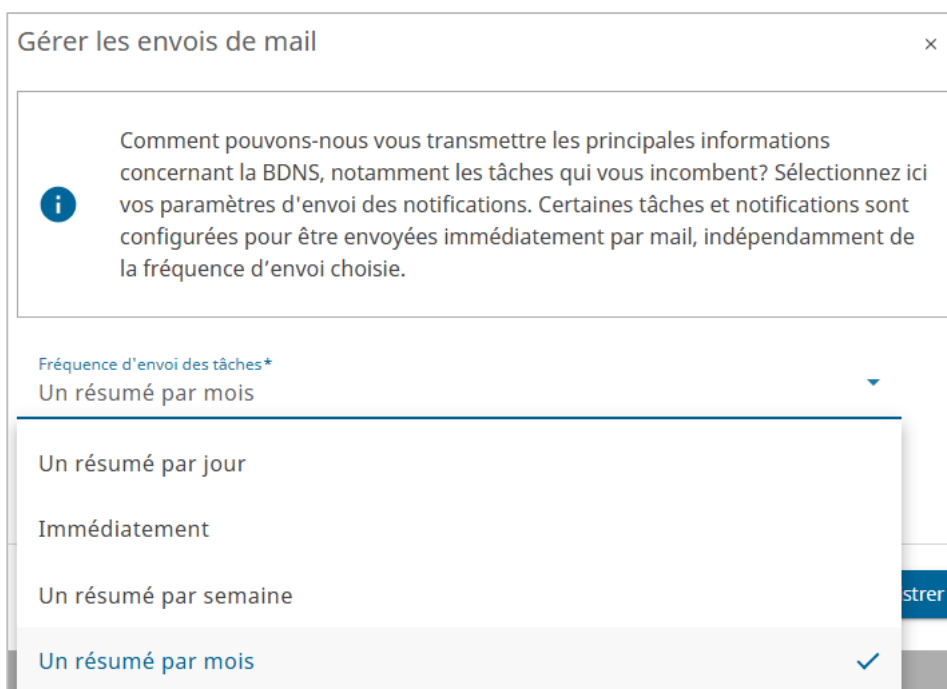 Gérer les envois de mail
×
Comment pouvons-nous vous transmettre les principales informations
concernant la BDNS, notamment les tâches qui vous incombent? Sélectionnez ici
vos paramètres d'envoi des notifications. Certaines tâches et notifications sont
configurées pour être envoyées immédiatement par mail, indépendamment de
la fréquence d’envoi choisie.
Fréquence d'envoi des tâches*
Un résumé par mois
Un résumé par jour
Immédiatement
Un résumé par semaine
strer
Un résumé par mois